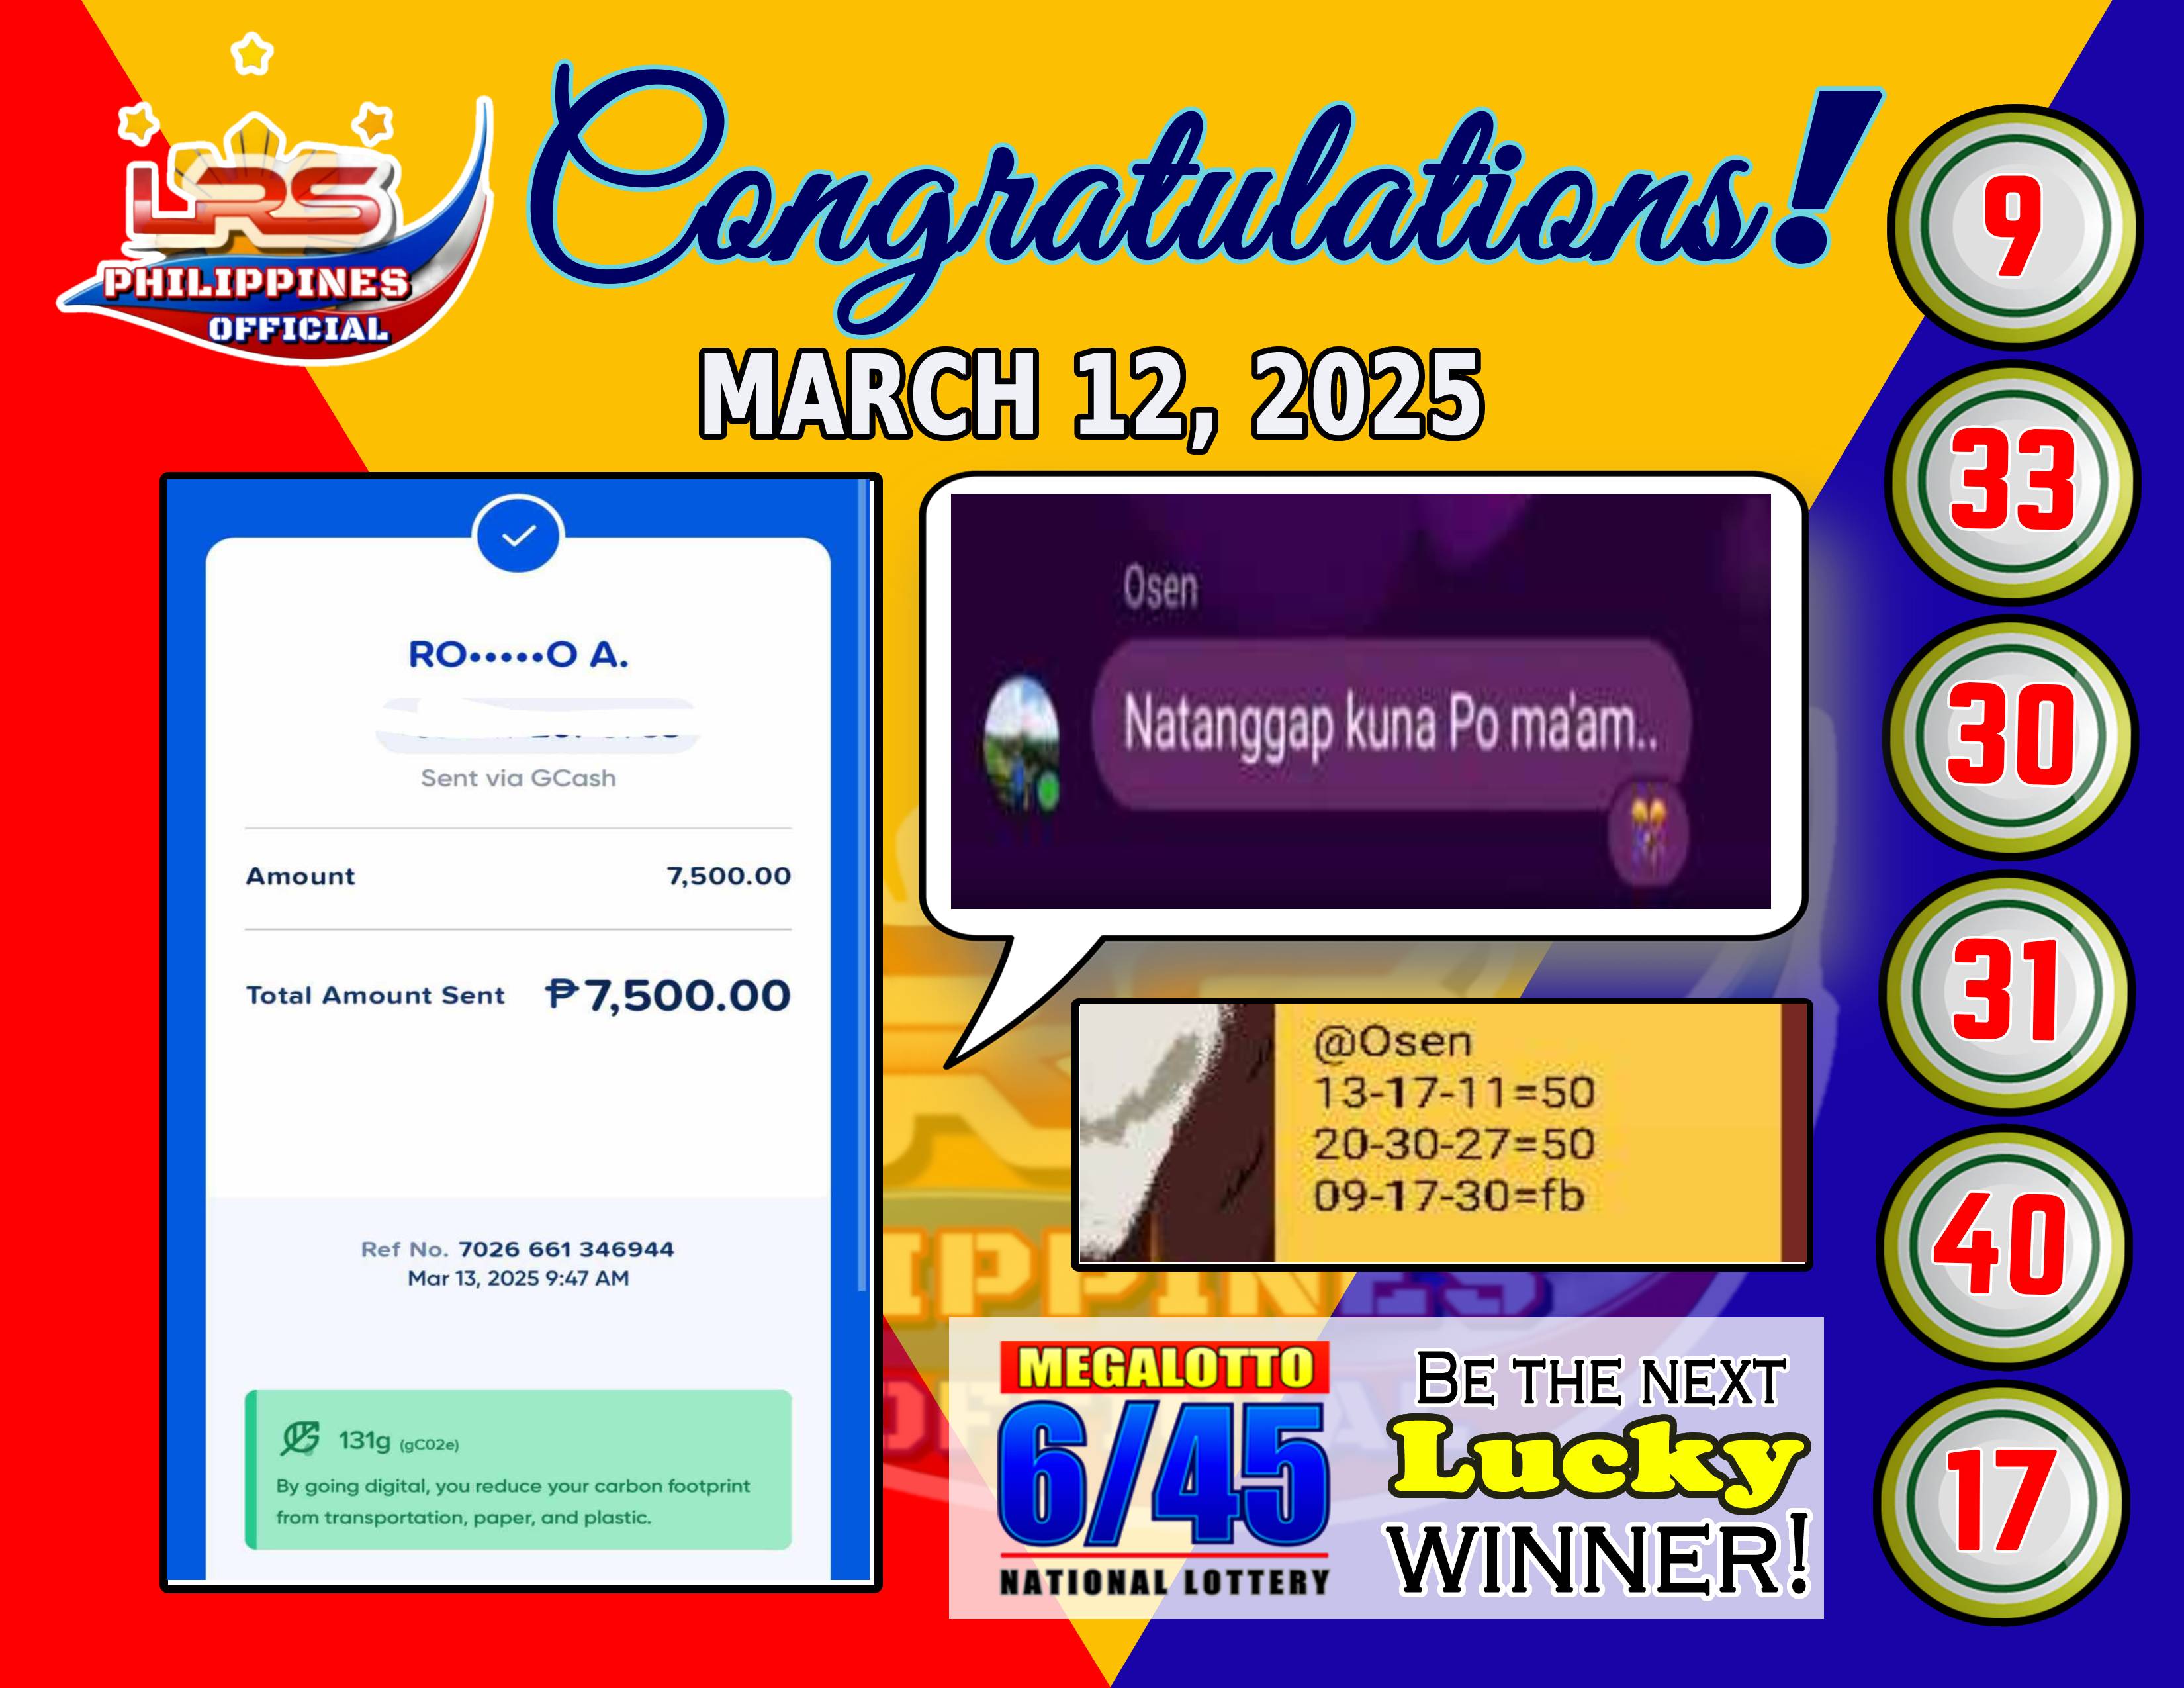 LRS
PHILIPPINES
OFFICIAL
Congratulations!
MARCH 12, 2025
RO•••••O A.
Sent via GCash
Amount 7,500.00
Total Amount Sent ₱7,500.00
Ref No. 7026 661 346944
Mar 13, 2025 9:47 AM
131g (gC02e)
By going digital, you reduce your carbon footprint
from transportation, paper, and plastic.
Osen
Natanggap kuna Po ma'am..
@Osen
13-17-11=50
20-30-27=50
09-17-30=fb
MEGALOTTO
6/45
NATIONAL LOTTERY
BE THE NEXT
Lucky
WINNER!
9
33
30
31
40
17